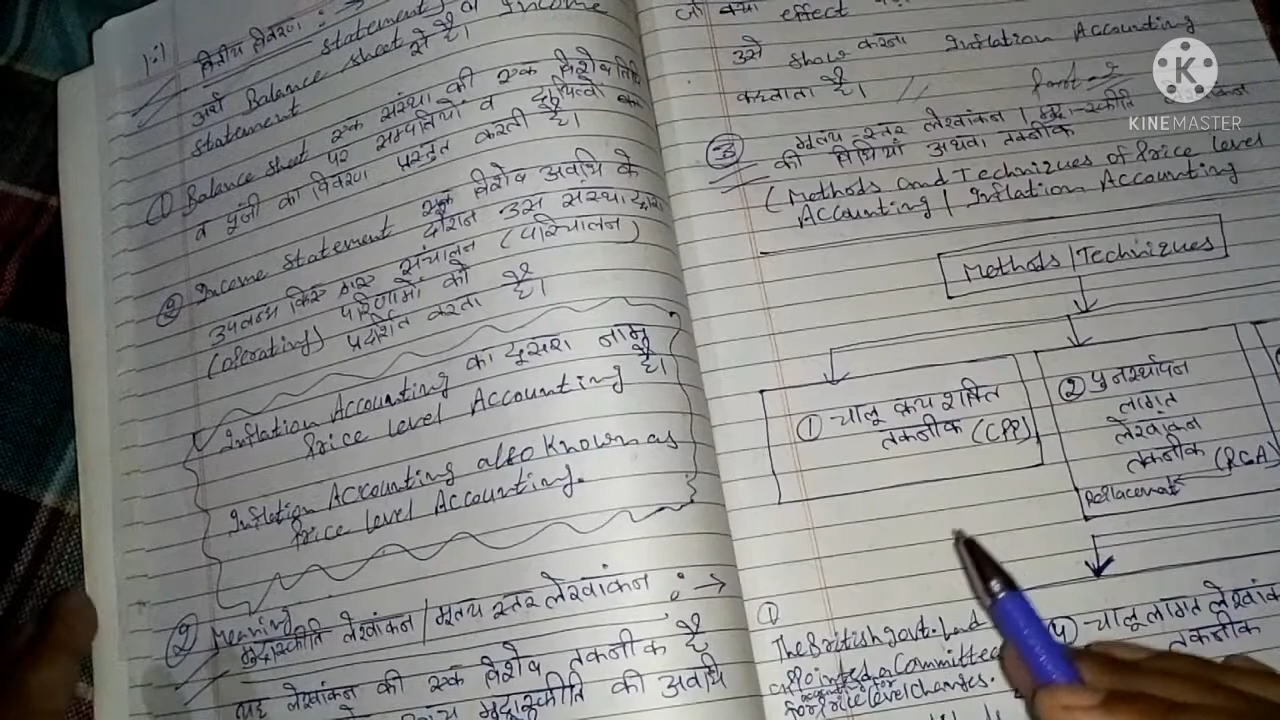 1:1 वित्तीय विवरण : →
अर्थ Balance sheet व Income
statement से है।
① Balance sheet एक संस्था की एक विशेष तिथि
पर सम्पत्तियों व दायित्वों
व पूंजी का विवरण प्रस्तुत करती है।
② Income statement एक विशेष अवधि के
दौरान उस संस्था द्वारा
उपलब्ध किए गए संचालन (परिचालन)
(operating) परिणामों को
प्रदर्शित करता है।
Inflation Accounting का दूसरा नाम
Price level Accounting है।
Inflation Accounting also known as
Price level Accounting.
② Meaning
मुद्रास्फीति लेखांकन / मूल्य स्तर लेखांकन : →
यह लेखांकन की एक विशेष तकनीक है
मुद्रास्फीति की अवधि
जो क्या effect
उसे show करना Inflation Accounting
कहलाता है। //
③ मूल्य-स्तर लेखांकन / मुद्रा-स्फीति
की विधियाँ अथवा तकनीक
(Methods and Techniques of Price level
Accounting / Inflation Accounting
Methods/Techniques
① चालू क्रय शक्ति
तकनीक (CPP)
② पुनर्स्थापन
लागत
लेखांकन
तकनीक (RCA)
Replacement
①
The British govt. had
appointed a Committee
for Price level changes.
④ चालू लागत लेखांकन
तकनीक
KINEMASTER